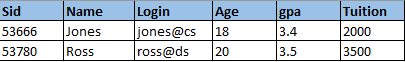 Sid Name Login Age gpa Tuition
53666 Jones jones@cs 18 3.4 2000
53780 Ross ross@ds 20 3.5 3500